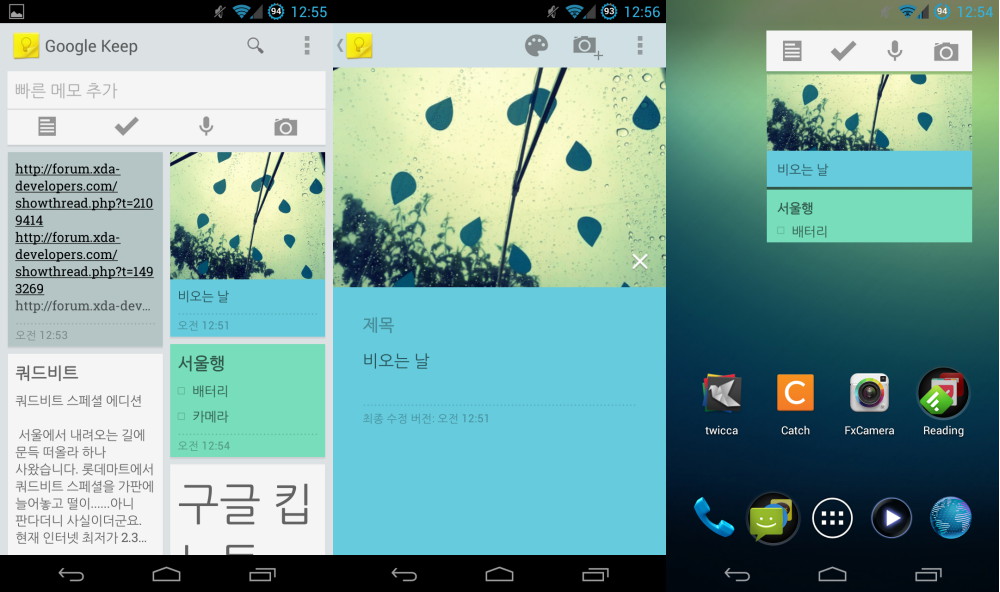 94 12:55
Google Keep
빠른 메모 추가
http://forum.xda-
developers.com/
showthread.php?t=210
9414
http://forum.xda-
developers.com/
showthread.php?t=149
3269
http://forum.xda-dev...
오전 12:53
쿼드비트
쿼드비트 스페셜 에디션
서울에서 내려오는 길에
문득 떠올라 하나
사왔습니다. 롯데마트에서
쿼드비트 스페셜을 가판에
늘어놓고 떨이......아니
판다더니 사실이더군요.
현재 인터넷 최저가 2.3...
비오는 날
오전 12:51
서울행
배터리
카메라
오전 12:54
구글 킵
노트
93 12:56
제목
비오는 날
최종 수정 버전: 오전 12:51
94 12:54
비오는 날
서울행
배터리
twicca
C
Catch
FxCamera
Reading